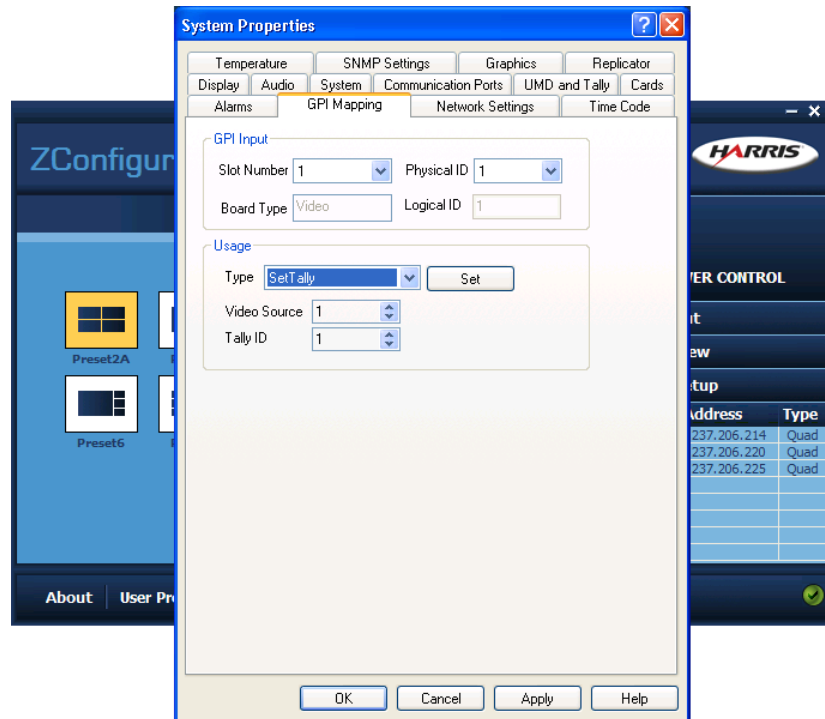 System Properties
Temperature SNMP Settings Graphics Replicator
Display Audio System Communication Ports UMD and Tally Cards
Alarms GPI Mapping Network Settings Time Code
GPI Input
Slot Number 1 Physical ID 1
Board Type Video Logical ID 1
Usage
Type SetTally Set
Video Source 1
Tally ID 1
OK Cancel Apply Help
ZConfigur
HARRIS
Preset2A
Preset6
ER CONTROL
ut
ew
etup
Address Type
237.206.214 Quad
237.206.220 Quad
237.206.225 Quad
About User Pr